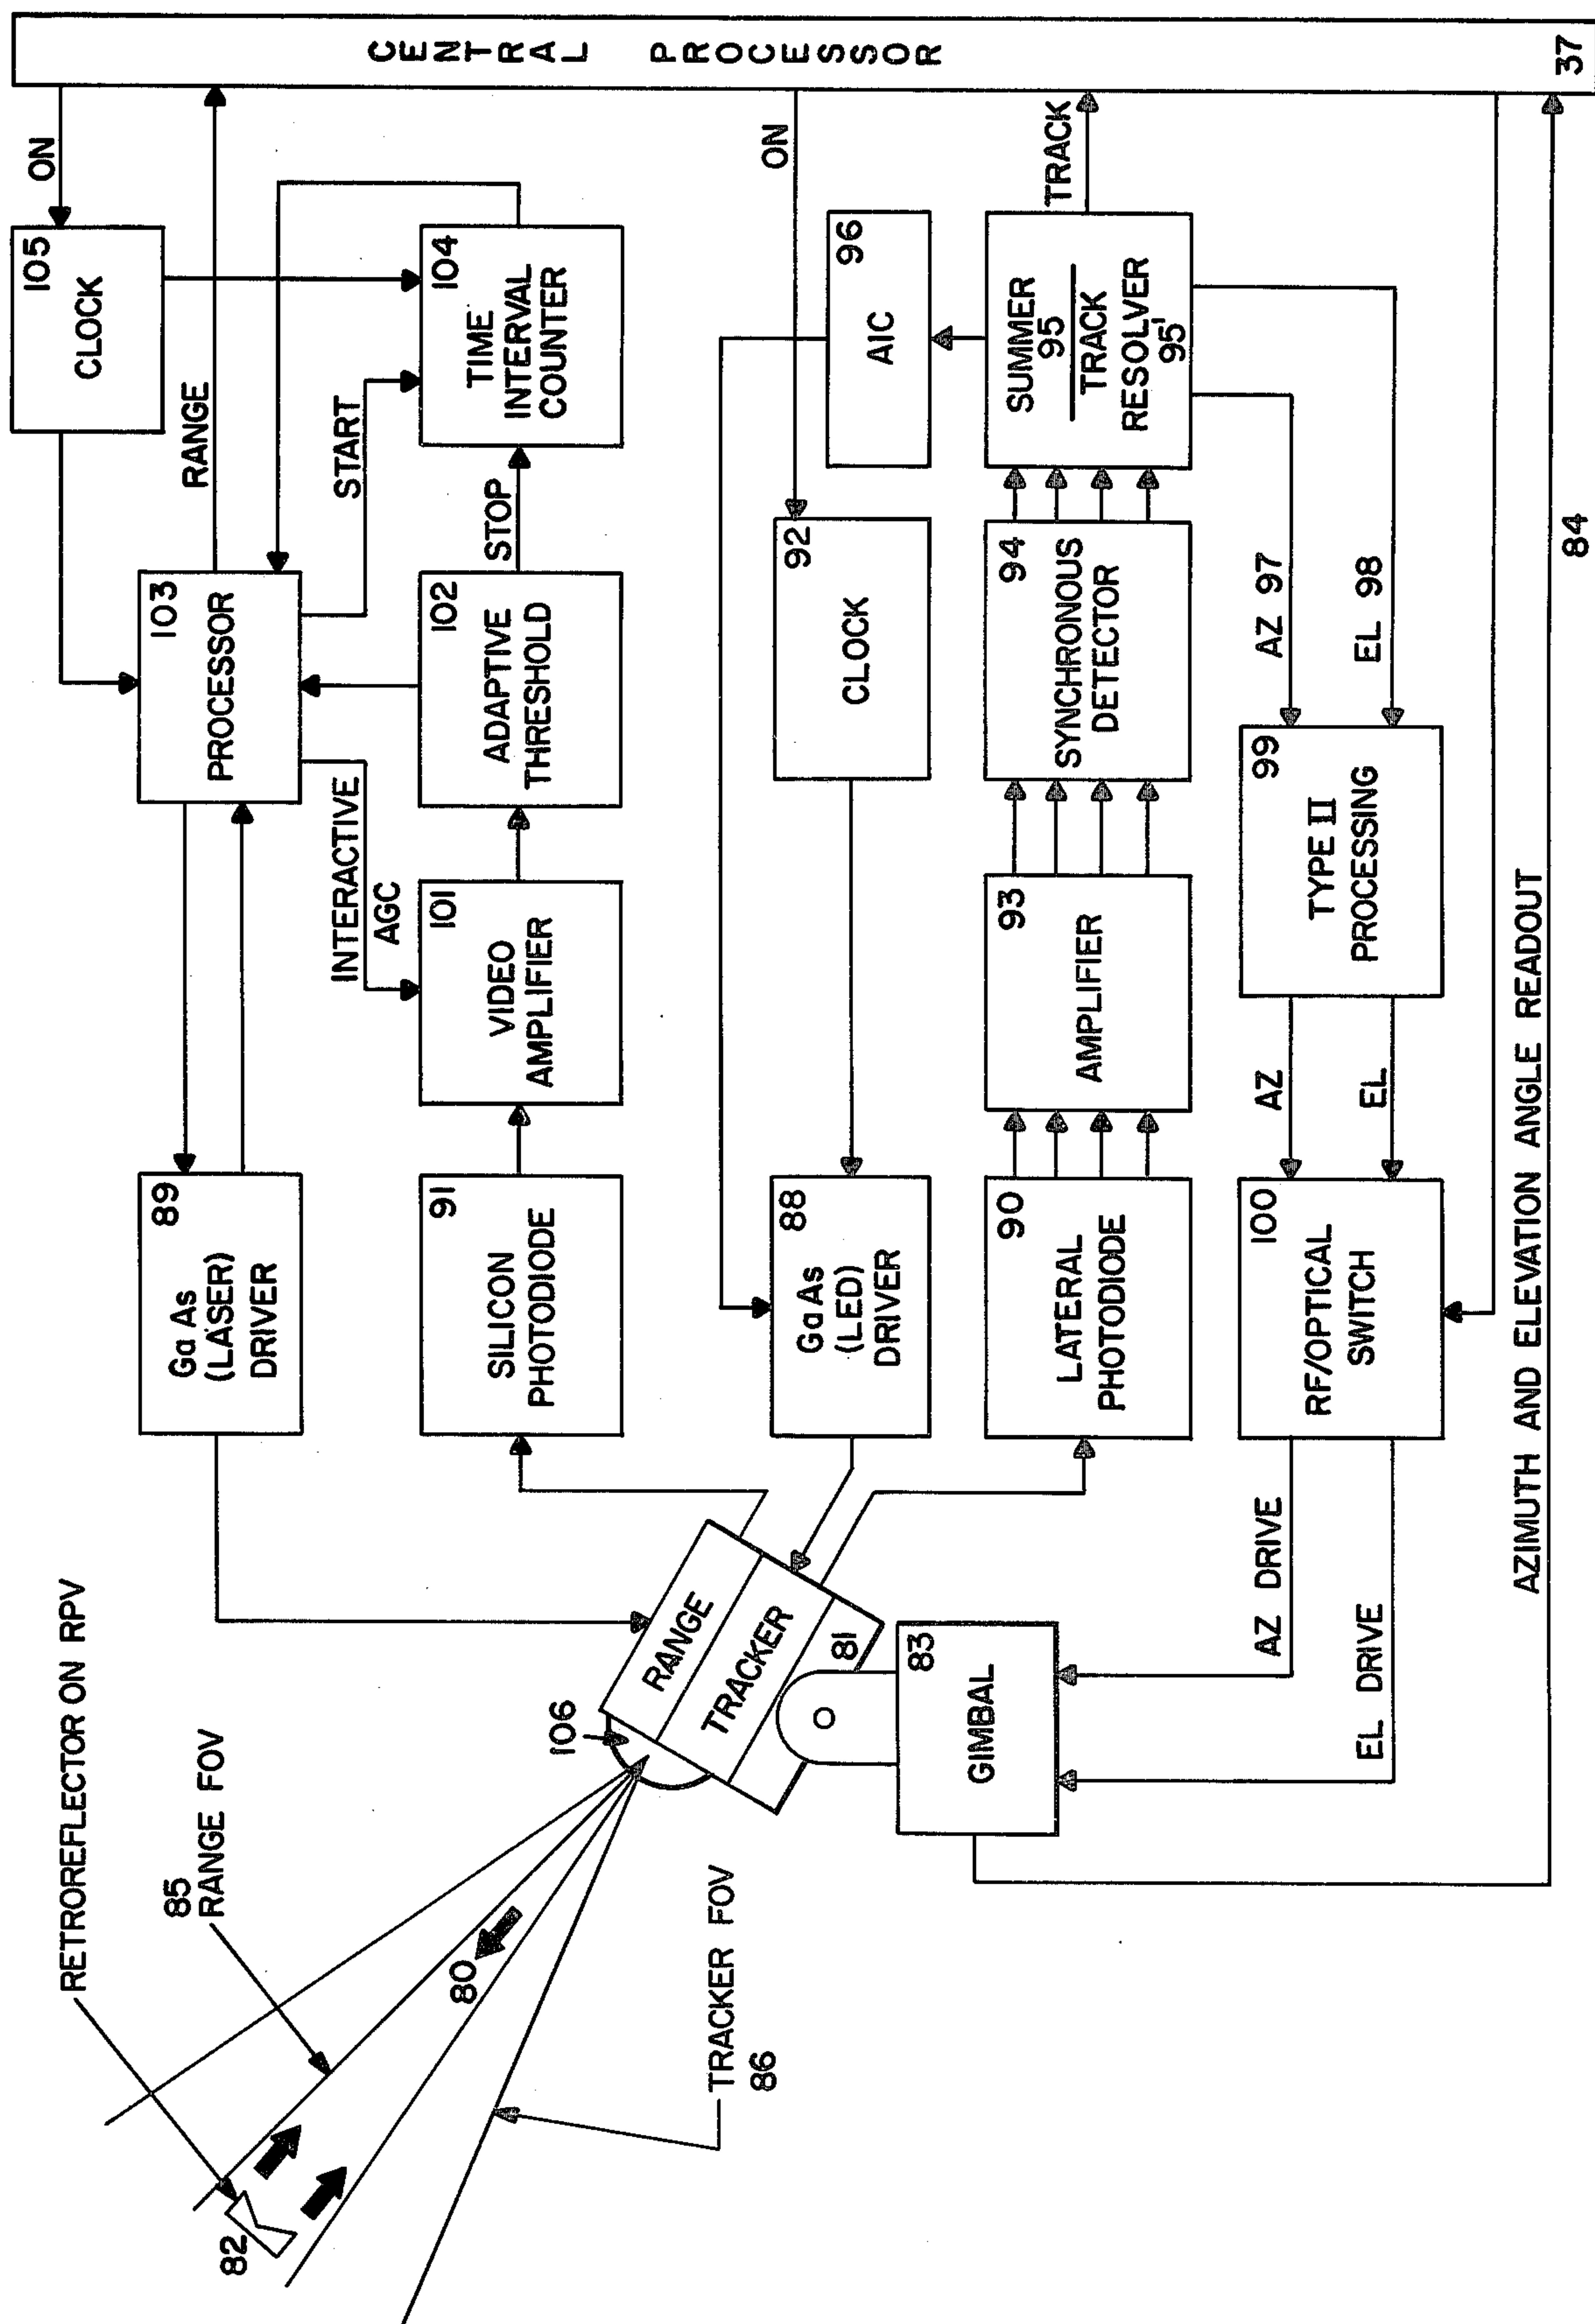 RETROREFLECTOR ON RPV
85
RANGE FOV
82
80
TRACKER FOV
86
106
RANGE
TRACKER
81
83
GIMBAL
89
GaAs
(LASER)
DRIVER
91
SILICON
PHOTODIODE
88
GaAs
(LED)
DRIVER
90
LATERAL
PHOTODIODE
100
RF/OPTICAL
SWITCH
AZ DRIVE
EL DRIVE
INTERACTIVE
AGC
101
VIDEO
AMPLIFIER
93
AMPLIFIER
AZ
EL
103
PROCESSOR
102
ADAPTIVE
THRESHOLD
92
CLOCK
94
SYNCHRONOUS
DETECTOR
99
TYPE II
PROCESSING
RANGE
START
STOP
AZ 97
EL 98
105
CLOCK
104
TIME
INTERVAL
COUNTER
96
AIC
SUMMER
95
TRACK
RESOLVER
95'
ON
ON
TRACK
AZIMUTH AND ELEVATION ANGLE READOUT
84
CENTRAL PROCESSOR
37